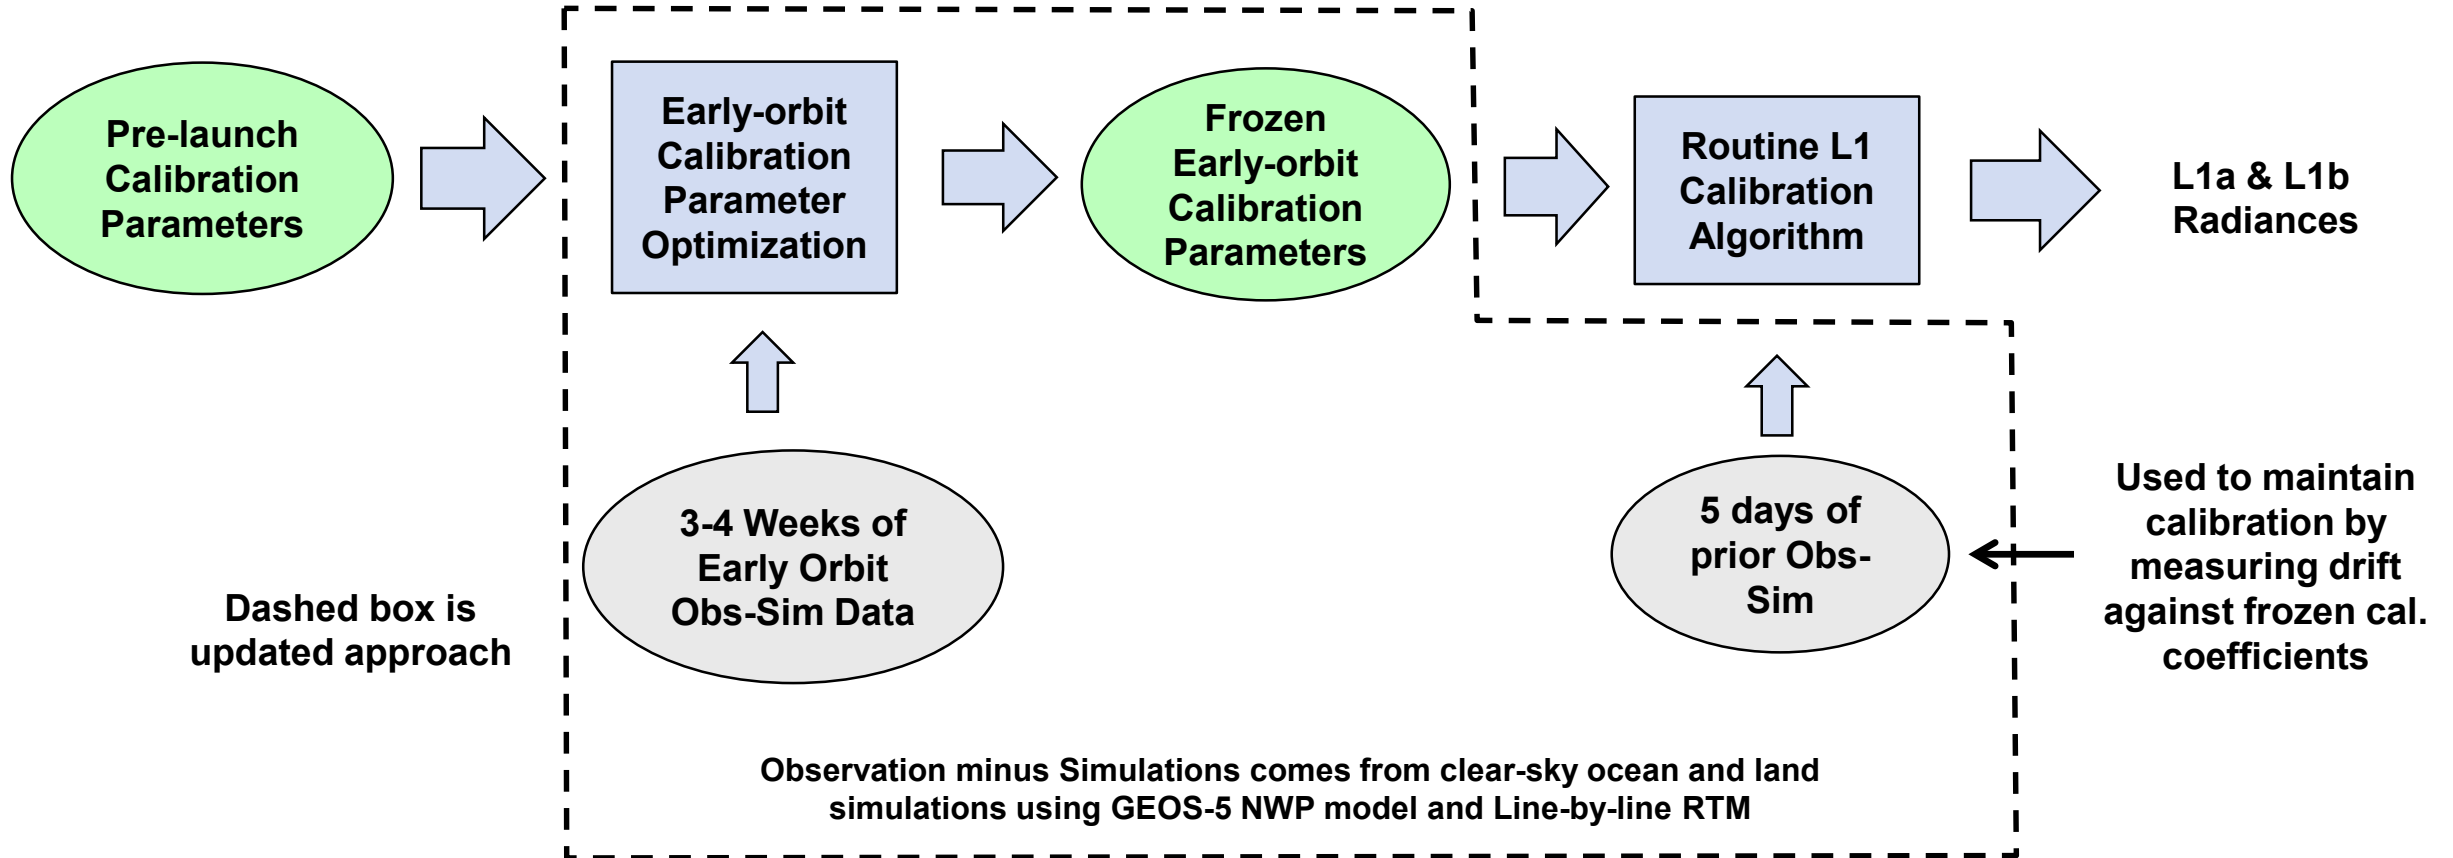 Pre-launch
Calibration
Parameters
Early-orbit
Calibration
Parameter
Optimization
Frozen
Early-orbit
Calibration
Parameters
Routine L1
Calibration
Algorithm
L1a & L1b
Radiances
3-4 Weeks of
Early Orbit
Obs-Sim Data
5 days of
prior Obs-
Sim
Used to maintain
calibration by
measuring drift
against frozen cal.
coefficients
Dashed box is
updated approach
Observation minus Simulations comes from clear-sky ocean and land
simulations using GEOS-5 NWP model and Line-by-line RTM